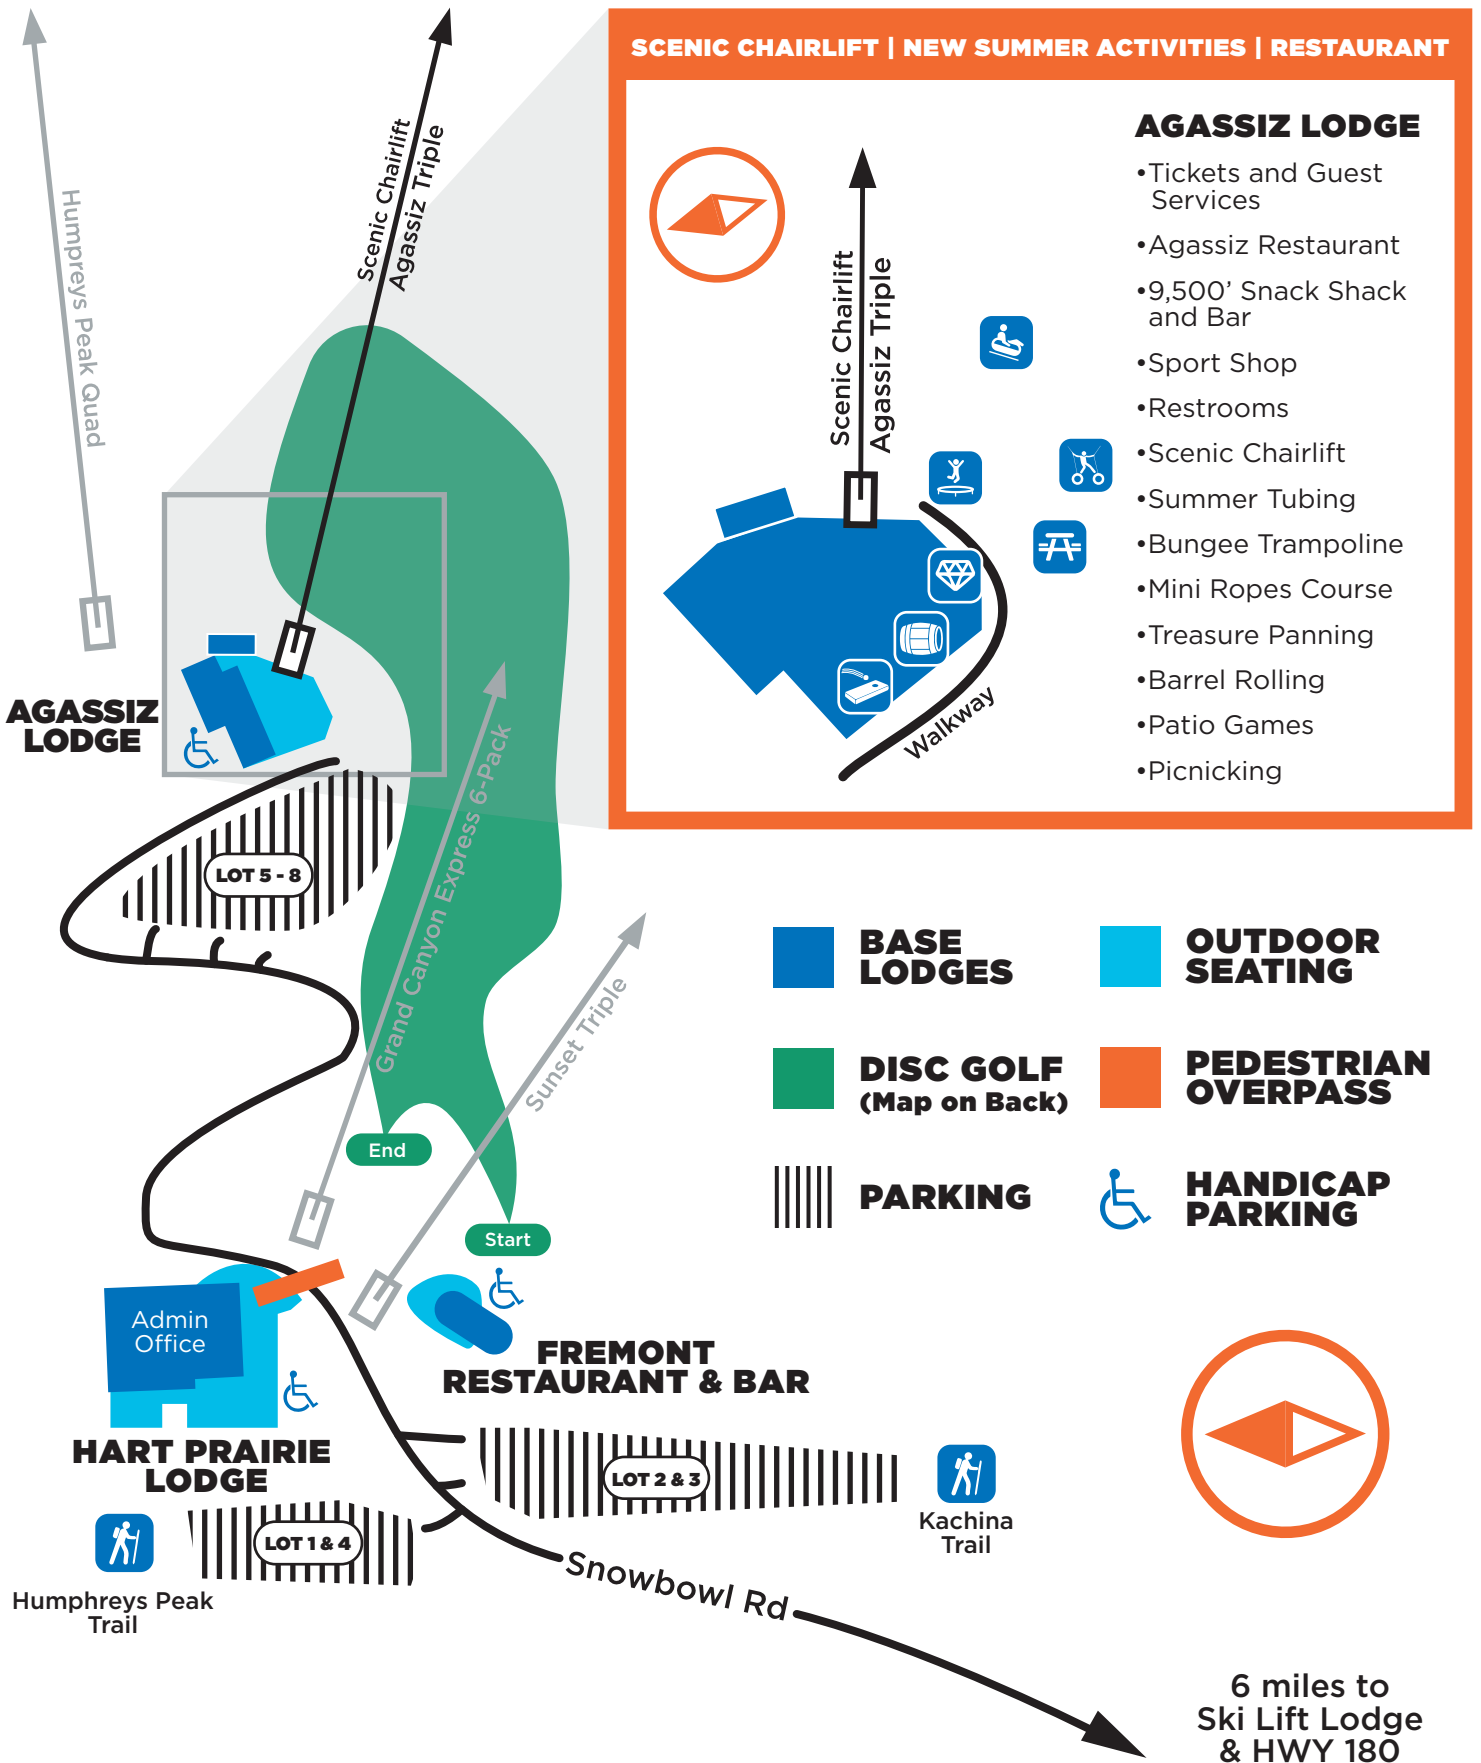 SCENIC CHAIRLIFT | NEW SUMMER ACTIVITIES | RESTAURANT
AGASSIZ LODGE
•Tickets and Guest
Services
•Agassiz Restaurant
•9,500’ Snack Shack
and Bar
•Sport Shop
•Restrooms
•Scenic Chairlift
•Summer Tubing
•Bungee Trampoline
•Mini Ropes Course
•Treasure Panning
•Barrel Rolling
•Patio Games
•Picnicking
Scenic Chairlift
Agassiz Triple
Walkway
Humpreys Peak Quad
Scenic Chairlift
Agassiz Triple
AGASSIZ
LODGE
LOT 5 - 8
Grand Canyon Express 6-Pack
Sunset Triple
End
Start
BASE
LODGES
OUTDOOR
SEATING
DISC GOLF
(Map on Back)
PEDESTRIAN
OVERPASS
PARKING
HANDICAP
PARKING
Admin
Office
FREMONT
RESTAURANT & BAR
HART PRAIRIE
LODGE
LOT 2 & 3
LOT 1 & 4
Kachina
Trail
Humphreys Peak
Trail
Snowbowl Rd
6 miles to
Ski Lift Lodge
& HWY 180